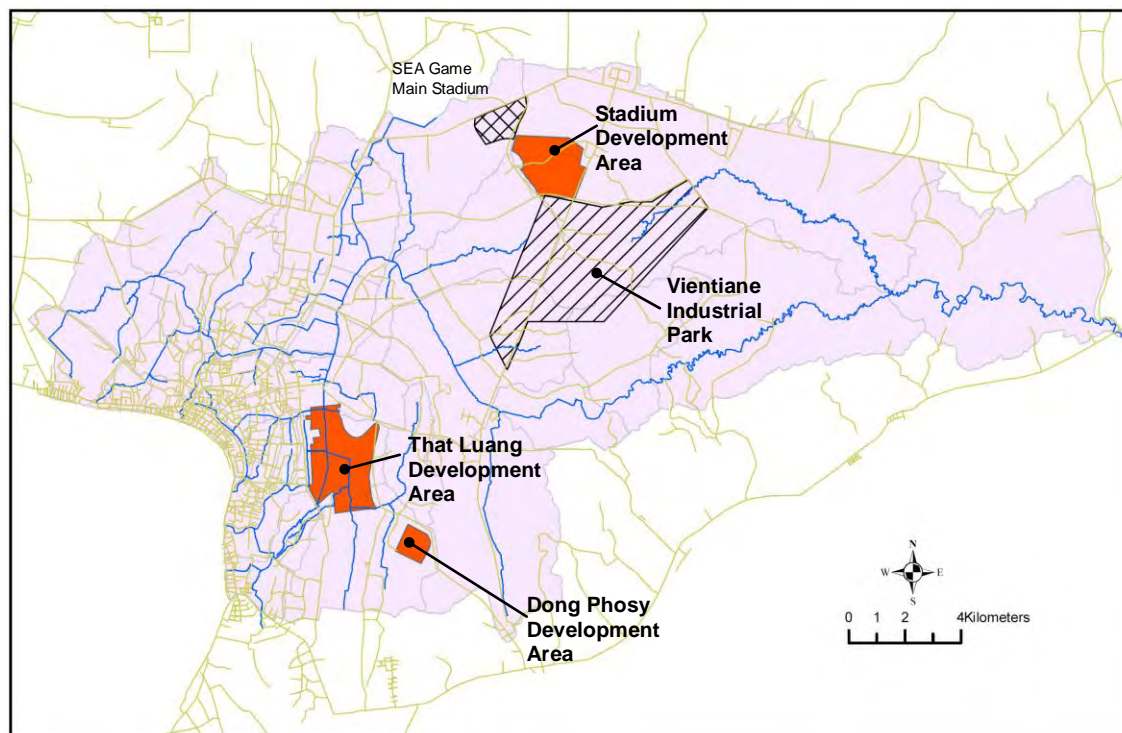 SEA Game
Main Stadium
Stadium
Development
Area
Vientiane
Industrial
Park
That Luang
Development
Area
Dong Phosy
Development
Area
N
W E
S
0 1 2 4Kilometers